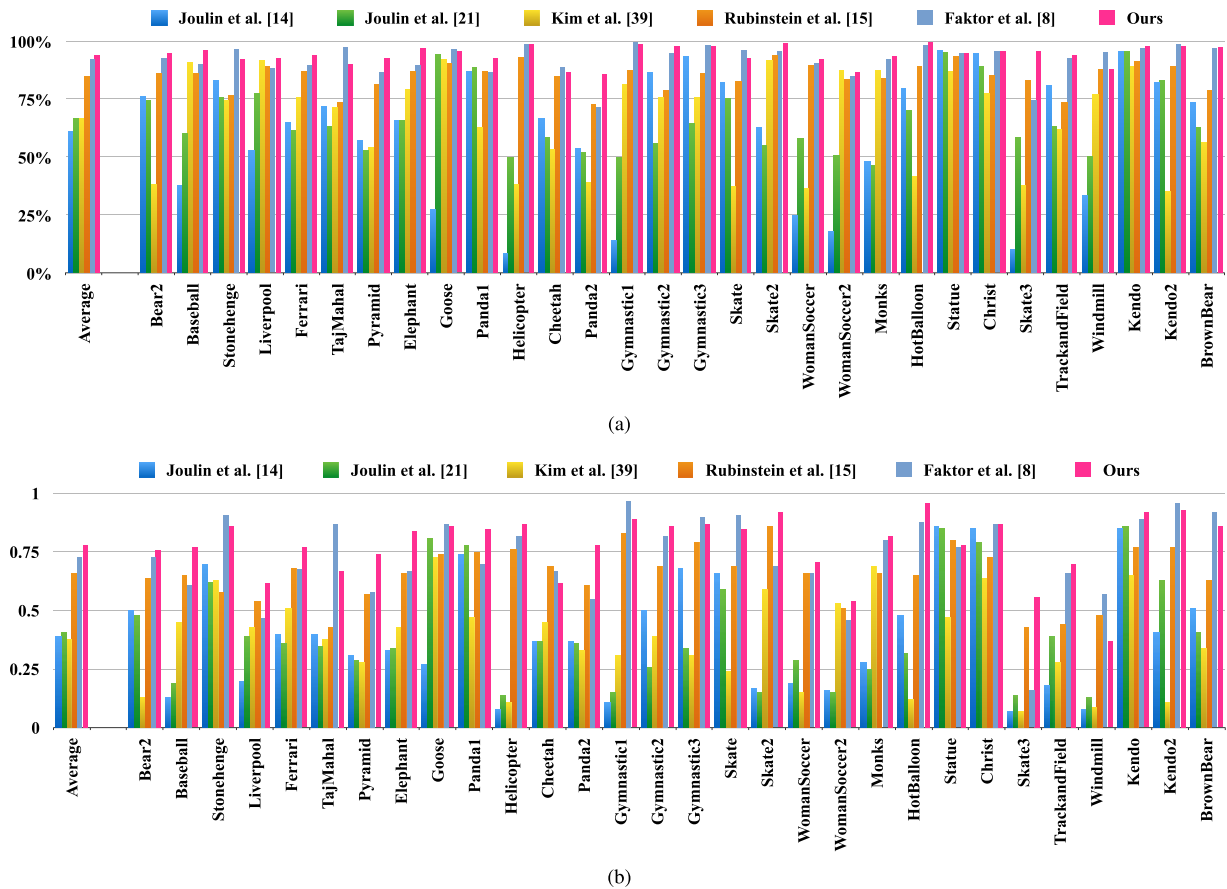 Joulin et al. [14] Joulin et al. [21] Kim et al. [39] Rubinstein et al. [15] Faktor et al. [8] Ours
100%
75%
50%
25%
0%
Average Bear2 Baseball Stonehenge Liverpool Ferrari TajMahal Pyramid Elephant Goose Panda1 Helicopter Cheetah Panda2 Gymnastic1 Gymnastic2 Gymnastic3 Skate Skate2 WomanSoccer WomanSoccer2 Monks HotBalloon Statue Christ Skate3 TrackandField Windmill Kendo Kendo2 BrownBear
(a)
Joulin et al. [14] Joulin et al. [21] Kim et al. [39] Rubinstein et al. [15] Faktor et al. [8] Ours
1
0.75
0.5
0.25
0
Average Bear2 Baseball Stonehenge Liverpool Ferrari TajMahal Pyramid Elephant Goose Panda1 Helicopter Cheetah Panda2 Gymnastic1 Gymnastic2 Gymnastic3 Skate Skate2 WomanSoccer WomanSoccer2 Monks HotBalloon Statue Christ Skate3 TrackandField Windmill Kendo Kendo2 BrownBear
(b)